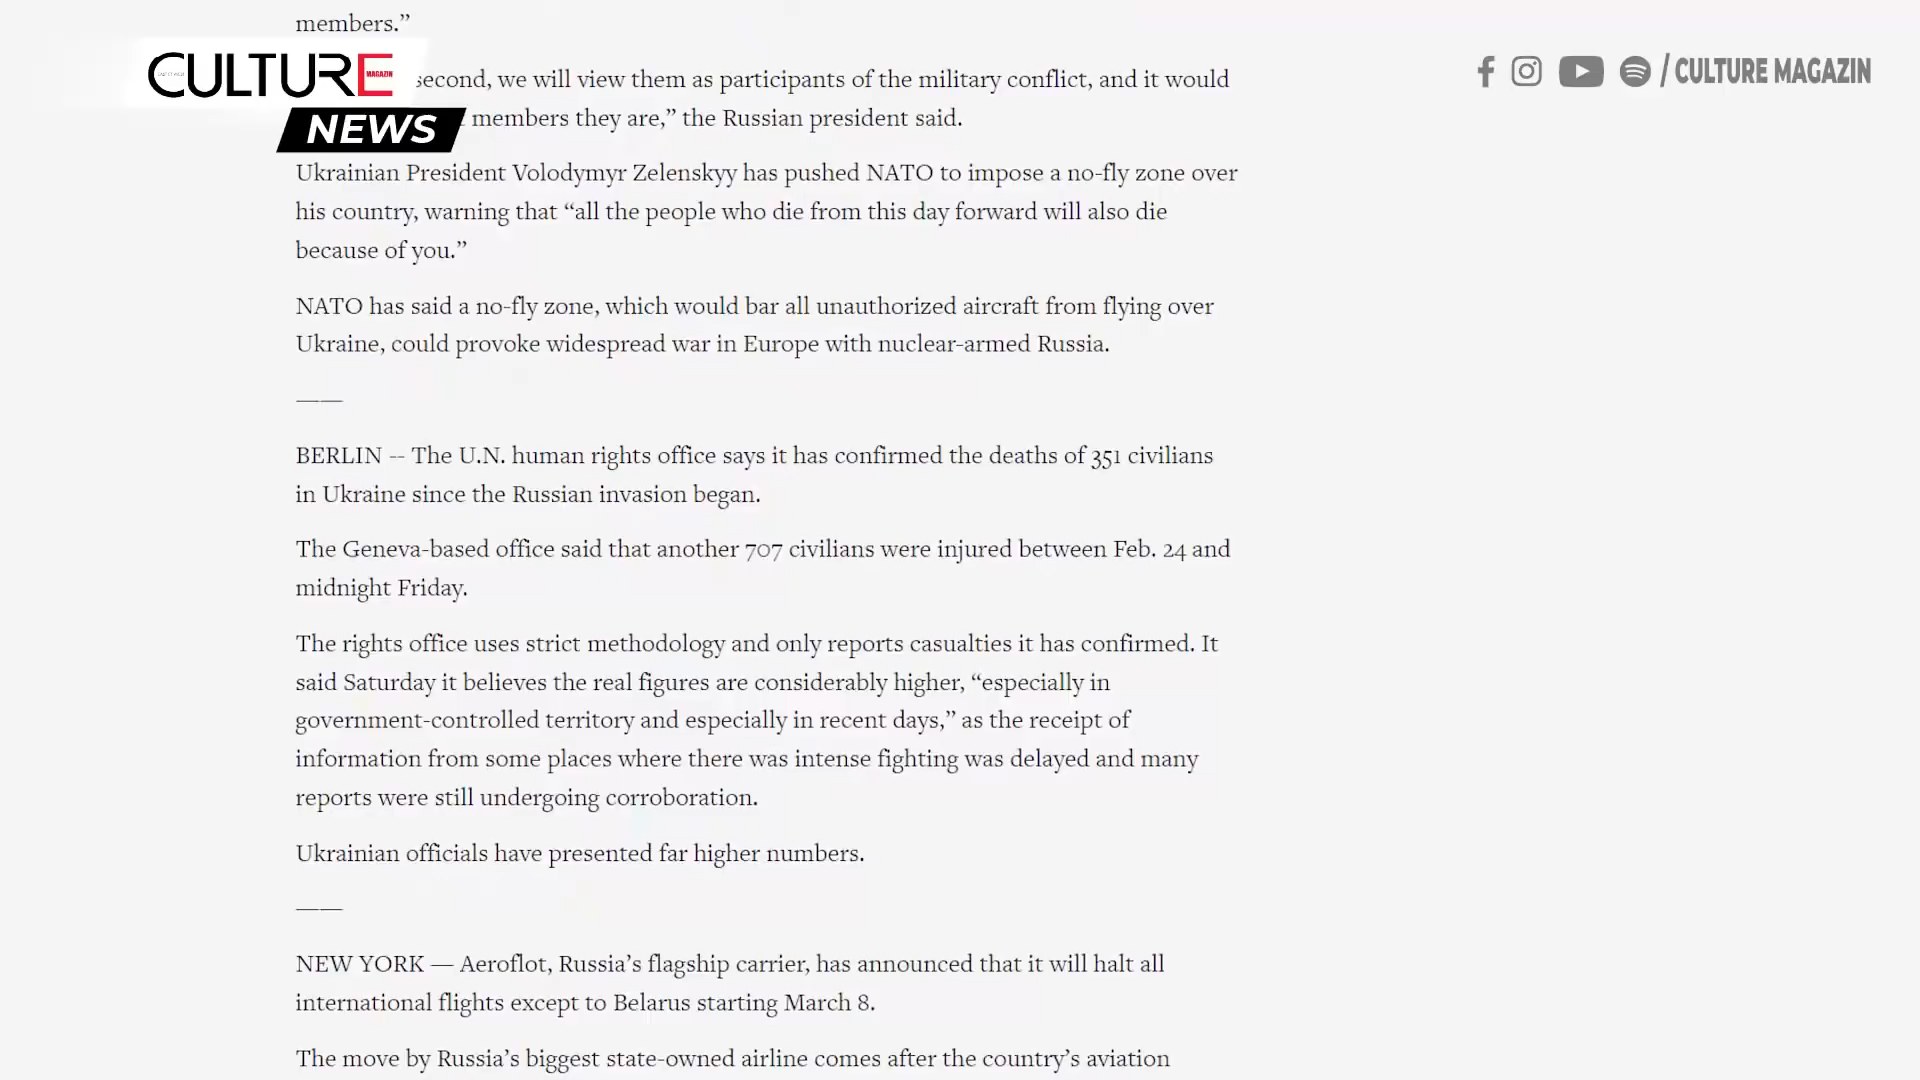 members.”
CULTURE
MAGAZIN
NEWS
/ CULTURE MAGAZIN
second, we will view them as participants of the military conflict, and it would
members they are,” the Russian president said.
Ukrainian President Volodymyr Zelenskyy has pushed NATO to impose a no-fly zone over
his country, warning that “all the people who die from this day forward will also die
because of you.”
NATO has said a no-fly zone, which would bar all unauthorized aircraft from flying over
Ukraine, could provoke widespread war in Europe with nuclear-armed Russia.
——
BERLIN -- The U.N. human rights office says it has confirmed the deaths of 351 civilians
in Ukraine since the Russian invasion began.
The Geneva-based office said that another 707 civilians were injured between Feb. 24 and
midnight Friday.
The rights office uses strict methodology and only reports casualties it has confirmed. It
said Saturday it believes the real figures are considerably higher, “especially in
government-controlled territory and especially in recent days,” as the receipt of
information from some places where there was intense fighting was delayed and many
reports were still undergoing corroboration.
Ukrainian officials have presented far higher numbers.
——
NEW YORK — Aeroflot, Russia’s flagship carrier, has announced that it will halt all
international flights except to Belarus starting March 8.
The move by Russia’s biggest state-owned airline comes after the country’s aviation